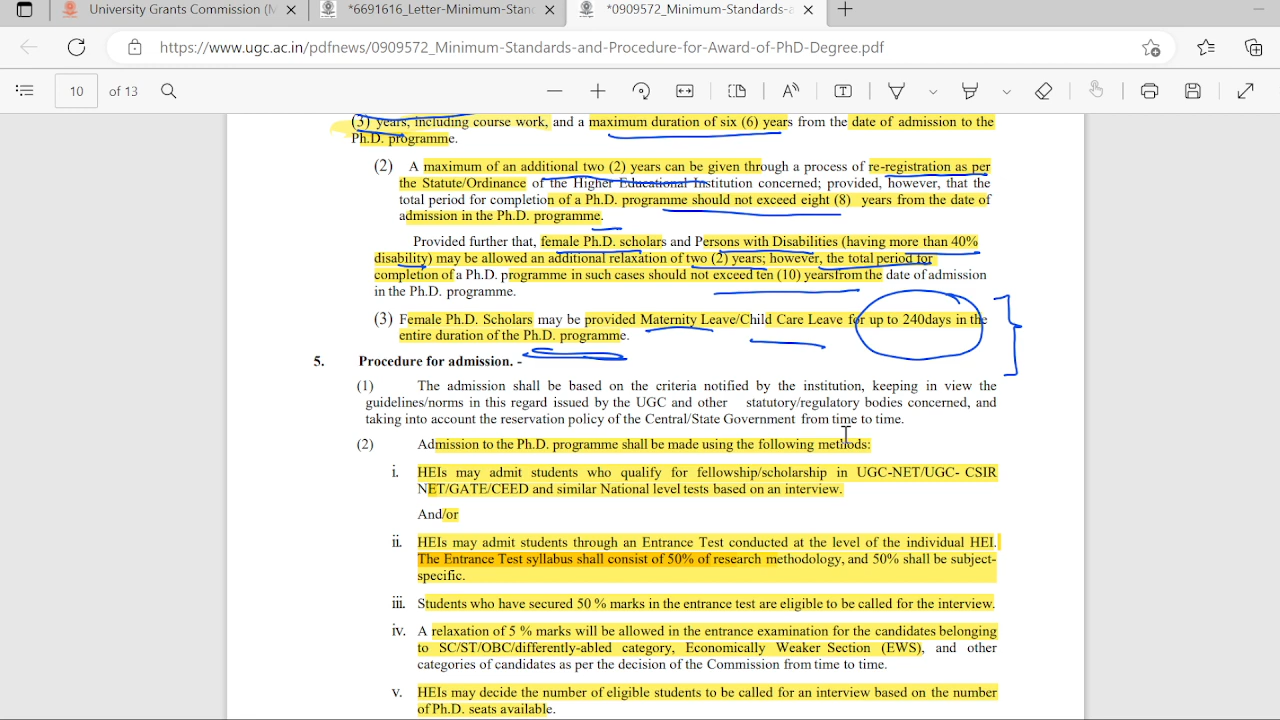 University Grants Commission (M
*6691616_Letter-Minimum-Stand
*0909572_Minimum-Standards-a
https://www.ugc.ac.in/pdfnews/0909572_Minimum-Standards-and-Procedure-for-Award-of-PhD-Degree.pdf
10 of 13
(3) years, including course work, and a maximum duration of six (6) years from the date of admission to the
Ph.D. programme.
(2) A maximum of an additional two (2) years can be given through a process of re-registration as per
the Statute/Ordinance of the Higher Educational Institution concerned; provided, however, that the
total period for completion of a Ph.D. programme should not exceed eight (8) years from the date of
admission in the Ph.D. programme.
Provided further that, female Ph.D. scholars and Persons with Disabilities (having more than 40%
disability) may be allowed an additional relaxation of two (2) years; however, the total period for
completion of a Ph.D. programme in such cases should not exceed ten (10) yearsfrom the date of admission
in the Ph.D. programme.
(3) Female Ph.D. Scholars may be provided Maternity Leave/Child Care Leave for up to 240days in the
entire duration of the Ph.D. programme.
5. Procedure for admission. -
(1) The admission shall be based on the criteria notified by the institution, keeping in view the
guidelines/norms in this regard issued by the UGC and other statutory/regulatory bodies concerned, and
taking into account the reservation policy of the Central/State Government from time to time.
(2) Admission to the Ph.D. programme shall be made using the following methods:
i. HEIs may admit students who qualify for fellowship/scholarship in UGC-NET/UGC- CSIR
NET/GATE/CEED and similar National level tests based on an interview.
And/or
ii. HEIs may admit students through an Entrance Test conducted at the level of the individual HEI.
The Entrance Test syllabus shall consist of 50% of research methodology, and 50% shall be subject-
specific.
iii. Students who have secured 50 % marks in the entrance test are eligible to be called for the interview.
iv. A relaxation of 5 % marks will be allowed in the entrance examination for the candidates belonging
to SC/ST/OBC/differently-abled category, Economically Weaker Section (EWS), and other
categories of candidates as per the decision of the Commission from time to time.
v. HEIs may decide the number of eligible students to be called for an interview based on the number
of Ph.D. seats available.